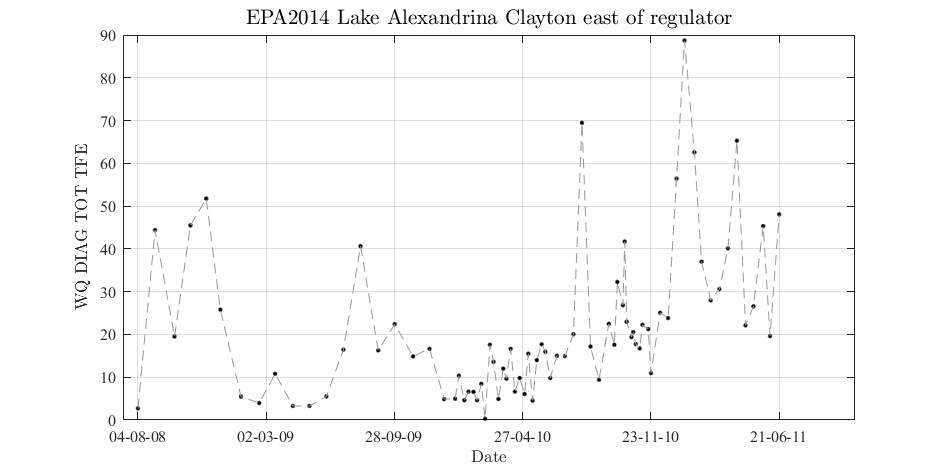 EPA2014 Lake Alexandrina Clayton east of regulator
90
80
70
60
50
40
30
20
10
0
WQ DIAG TOT TFE
04-08-08 02-03-09 28-09-09 27-04-10 23-11-10 21-06-11
Date